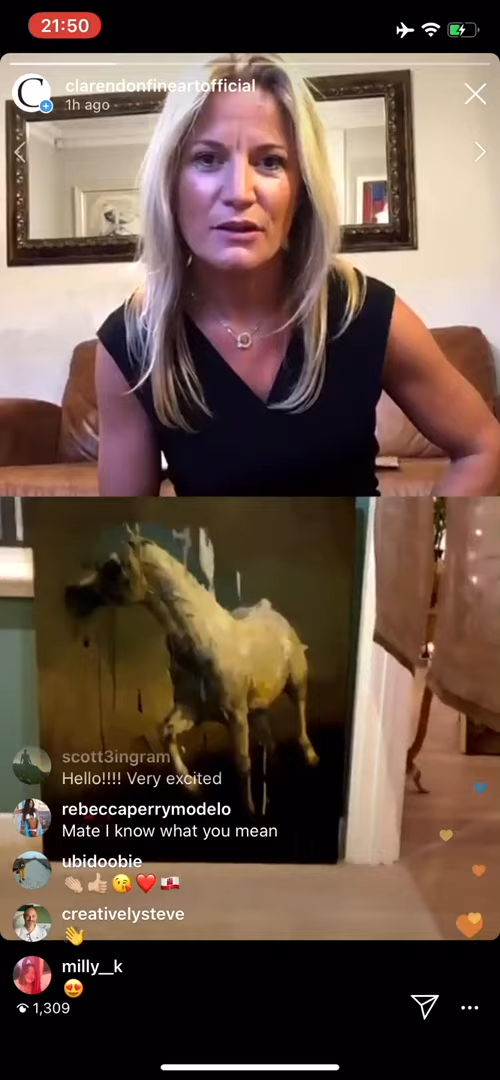 21:50
C
clarendonfineartofficial
1h ago
scott3ingram
Hello!!!! Very excited
rebeccaperrymodelo
Mate I know what you mean
ubidoobie
👏🏻👍🏻😘❤️🇬🇮
creativelysteve
👋
milly__k
😍
1,309